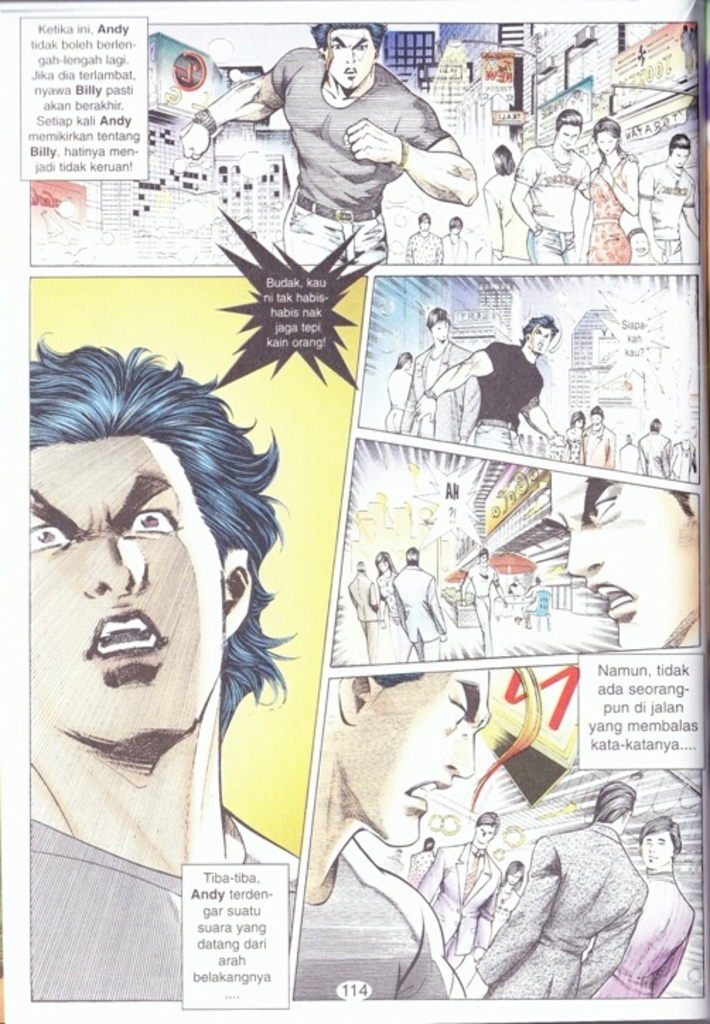 Ketika ini, Andy
tidak boleh berlen-
gah-lengah lagi.
Jika dia terlambat,
nyawa Billy pasti
akan berakhir.
Setiap kali Andy
memikirkan tentang
Billy, hatinya men-
jadi tidak keruan!
Budak, kau
ni tak habis-
habis nak
jaga tepi
kain orang!
Siapa-
kah
kau?
AH
?!
Tiba-tiba,
Andy terden-
gar suatu
suara yang
datang dari
arah
belakangnya
....
Namun, tidak
ada seorang-
pun di jalan
yang membalas
kata-katanya....
114